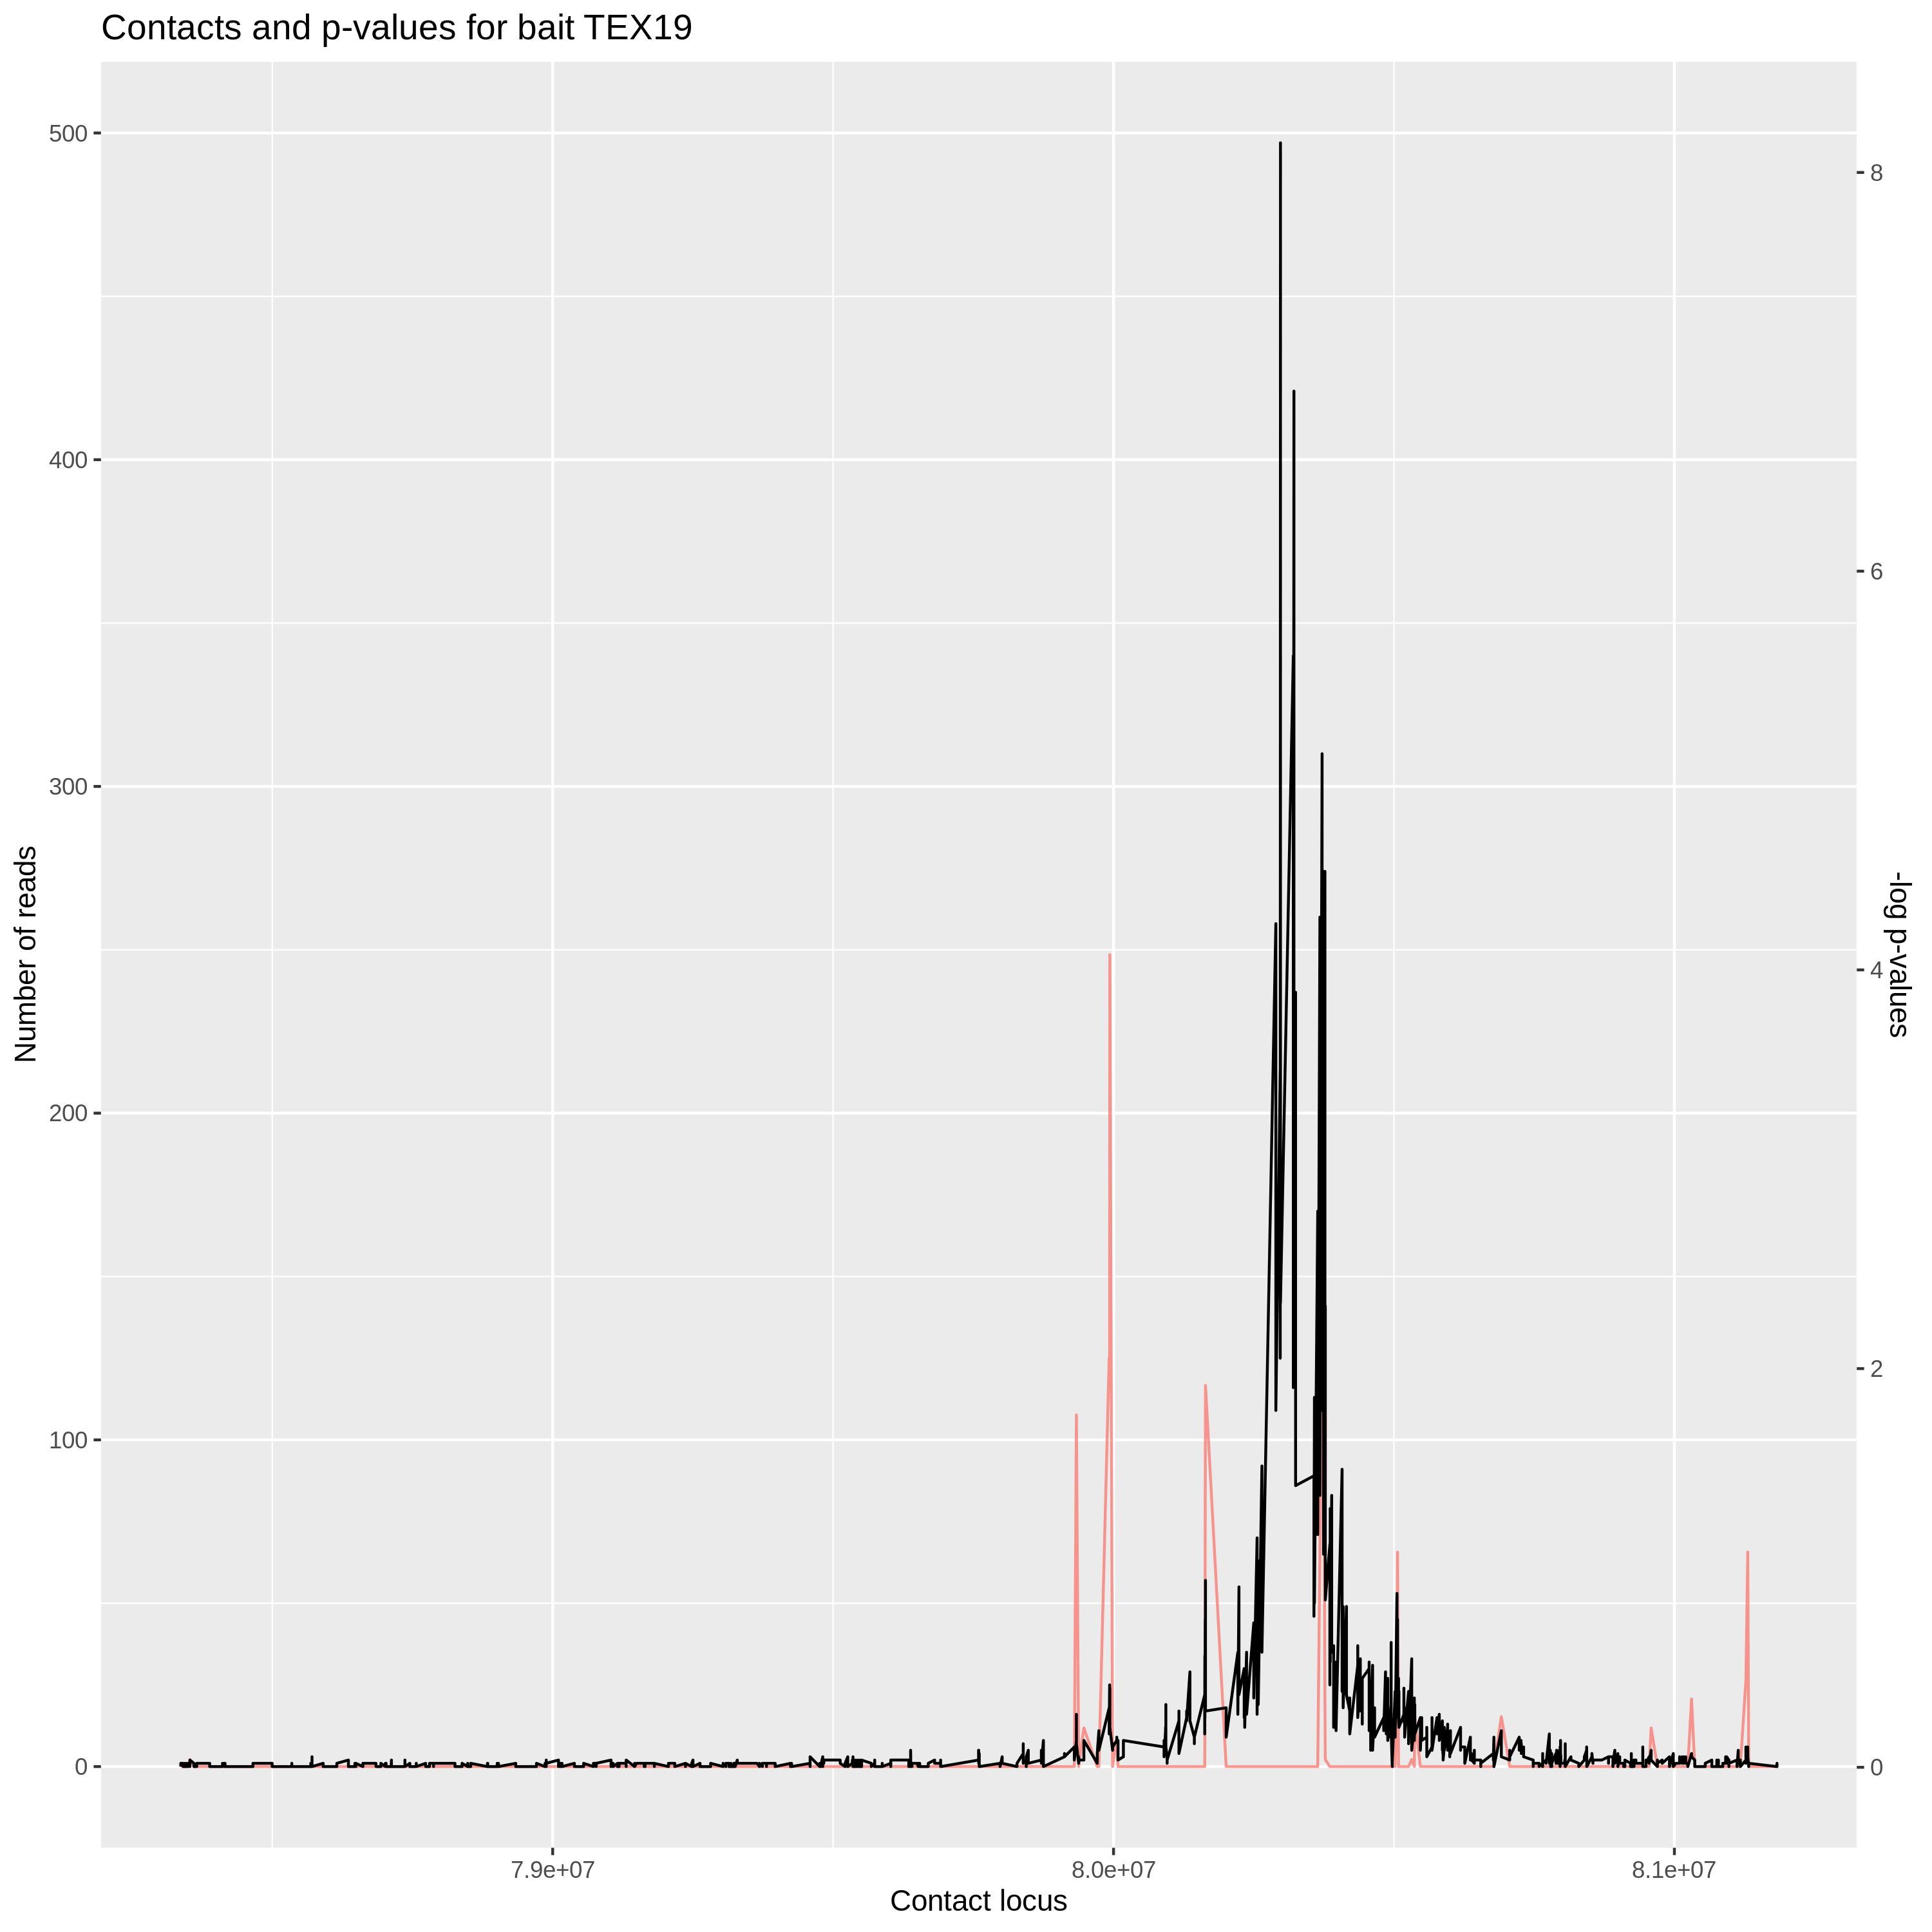 Contacts and p-values for bait TEX19
500
400
300
200
100
0
Number of reads
8
6
4
2
0
-log p-values
7.9e+07
8.0e+07
8.1e+07
Contact locus